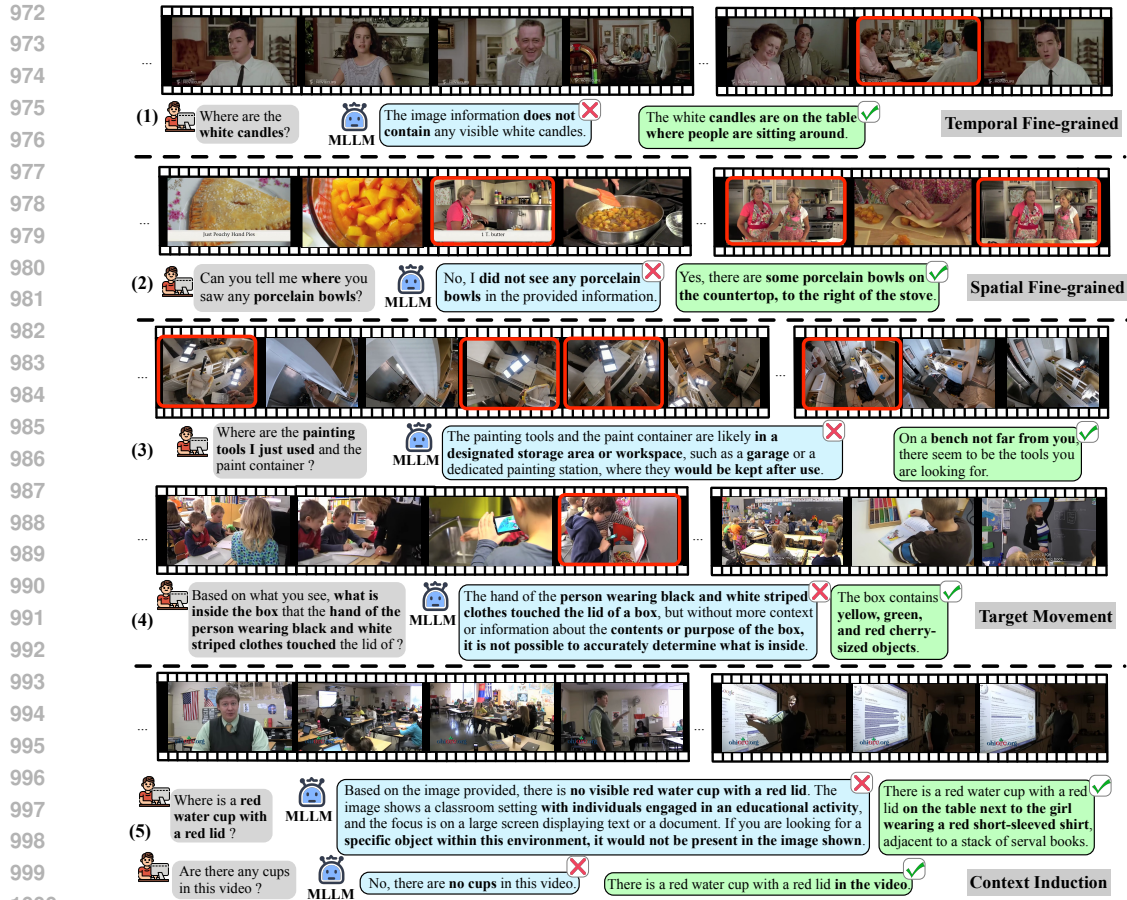 972
973
974
975
976
977
978
979
980
981
982
983
984
985
986
987
988
989
990
991
992
993
994
995
996
997
998
999
...
...
(1)
Where are the
white candles?
MLLM
The image information does not
contain any visible white candles.
The white candles are on the table
where people are sitting around.
Temporal Fine-grained
Just Peachy Hand Pies
1 T. butter
...
...
(2)
Can you tell me where you
saw any porcelain bowls?
MLLM
No, I did not see any porcelain
bowls in the provided information.
Yes, there are some porcelain bowls on
the countertop, to the right of the stove.
Spatial Fine-grained
...
...
(3)
Where are the painting
tools I just used and the
paint container ?
MLLM
The painting tools and the paint container are likely in a
designated storage area or workspace, such as a garage or a
dedicated painting station, where they would be kept after use.
On a bench not far from you,
there seem to be the tools you
are looking for.
...
...
(4)
Based on what you see, what is
inside the box that the hand of the
person wearing black and white
striped clothes touched the lid of ?
MLLM
The hand of the person wearing black and white striped
clothes touched the lid of a box, but without more context
or information about the contents or purpose of the box,
it is not possible to accurately determine what is inside.
The box contains
yellow, green,
and red cherry-
sized objects.
Target Movement
...
...
(5)
Where is a red
water cup with
a red lid ?
MLLM
Based on the image provided, there is no visible red water cup with a red lid. The
image shows a classroom setting with individuals engaged in an educational activity,
and the focus is on a large screen displaying text or a document. If you are looking for a
specific object within this environment, it would not be present in the image shown.
There is a red water cup with a red
lid on the table next to the girl
wearing a red short-sleeved shirt,
adjacent to a stack of serval books.
Are there any cups
in this video ?
MLLM
No, there are no cups in this video.
There is a red water cup with a red lid in the video.
Context Induction